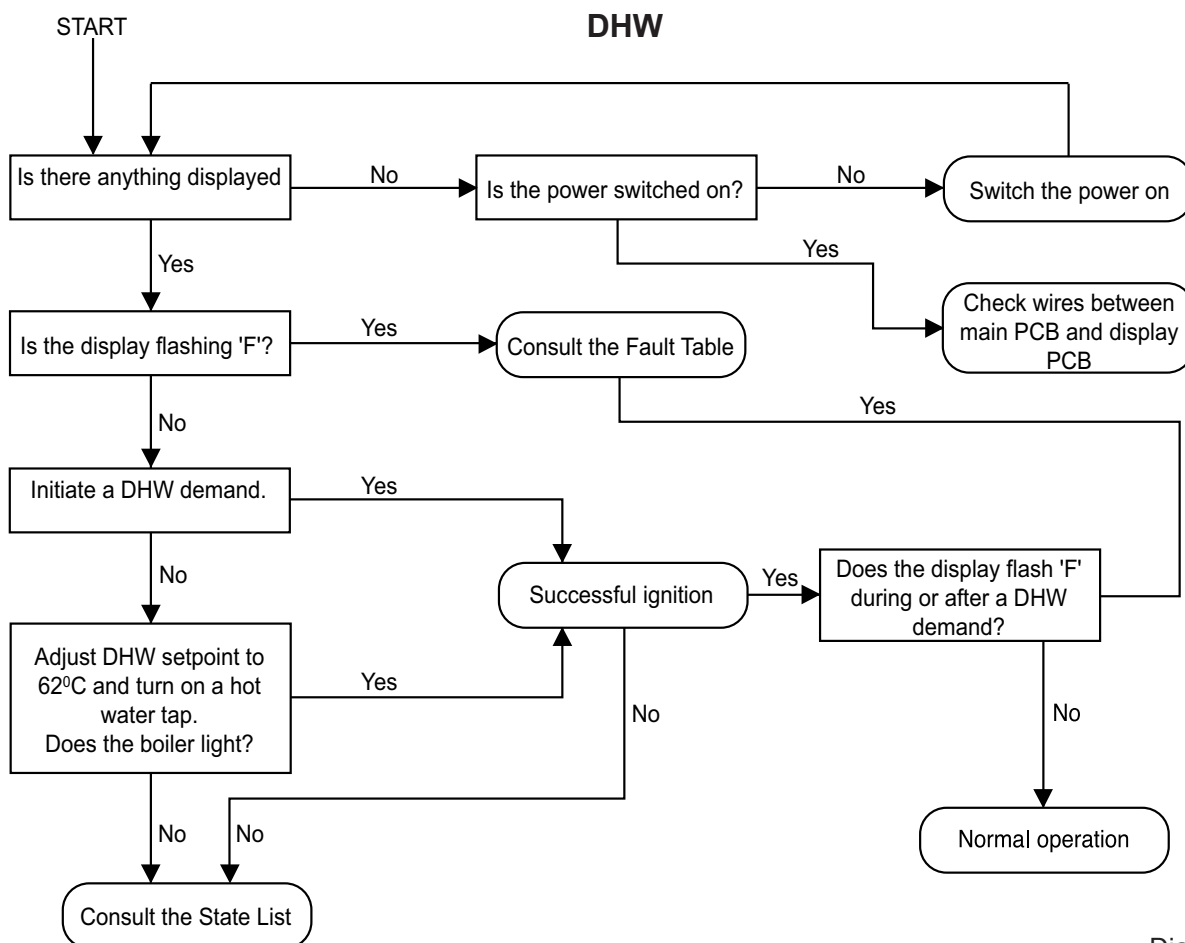 START
DHW
Is there anything displayed
No
Is the power switched on?
No
Switch the power on
Yes
Yes
Check wires between
main PCB and display
PCB
Is the display flashing 'F'?
Yes
Consult the Fault Table
Yes
No
Initiate a DHW demand.
Yes
No
Successful ignition
Yes
Does the display flash 'F'
during or after a DHW
demand?
Adjust DHW setpoint to
62⁰C and turn on a hot
water tap.
Does the boiler light?
Yes
No
No
No
No
Normal operation
Consult the State List